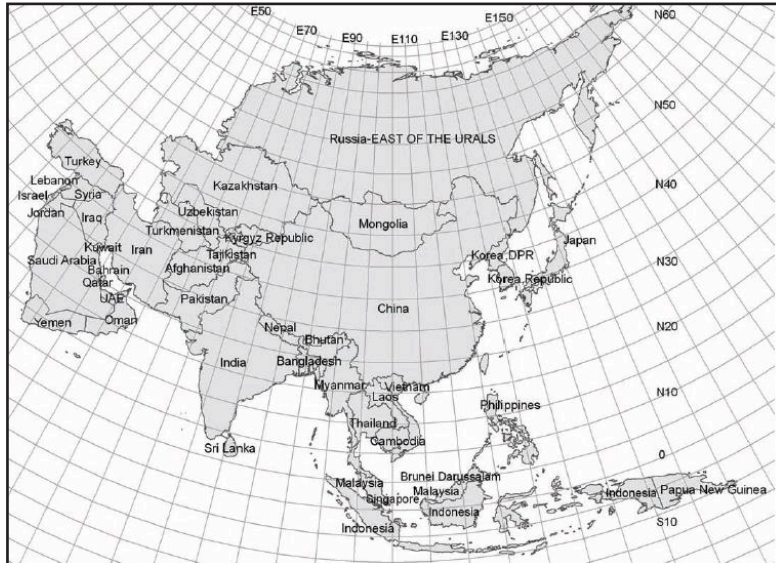 E50
E70
E90
E110
E130
E150
N60
N50
N40
N30
N20
N10
0
S10
Russia-EAST OF THE URALS
Turkey
Lebanon
Israel
Syria
Jordan
Iraq
Kuwait
Iran
Saudi Arabia
Bahrain
Qatar
UAE
Yemen
Oman
Kazakhstan
Uzbekistan
Turkmenistan
Kyrgyz Republic
Tajikistan
Afghanistan
Pakistan
Mongolia
Korea,DPR
Korea Republic
Japan
China
Nepal
Bhutan
India
Bangladesh
Myanmar
Vietnam
Laos
Thailand
Cambodia
Sri Lanka
Philippines
Brunei Darussalam
Malaysia
Malaysia
Singapore
Indonesia
Indonesia
Indonesia
Papua New Guinea